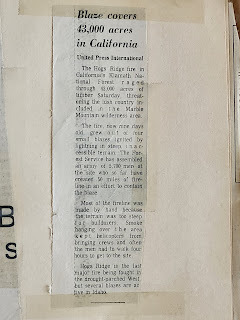 Blaze covers
43,000 acres
in California
United Press International
The Hogs Ridge fire in
California's Klamath Na-
tional Forest raged
through 43,000 acres of
timber Saturday, threat-
ening the lush country in-
cluded in the Marble
Mountain wilderness area.
The fire, now nine days
old, grew out of four
small blazes ignited by
lightning in steep inac-
cessible terrain. The For-
est Service has assembled
an army of men
at the site who so far have
created 50 miles of fire-
line in an effort to contain
the blaze.
Most of the fireline was
made by hand because
the terrain was too steep
for bulldozers. Smoke
hanging over the area
kept helicopters from
bringing crews and often
the men had to walk four
hours to get to the site.
Hogs Ridge is the last
major fire being fought in
the drought-parched West
but several blazes are ac-
tive in Idaho.
B
S